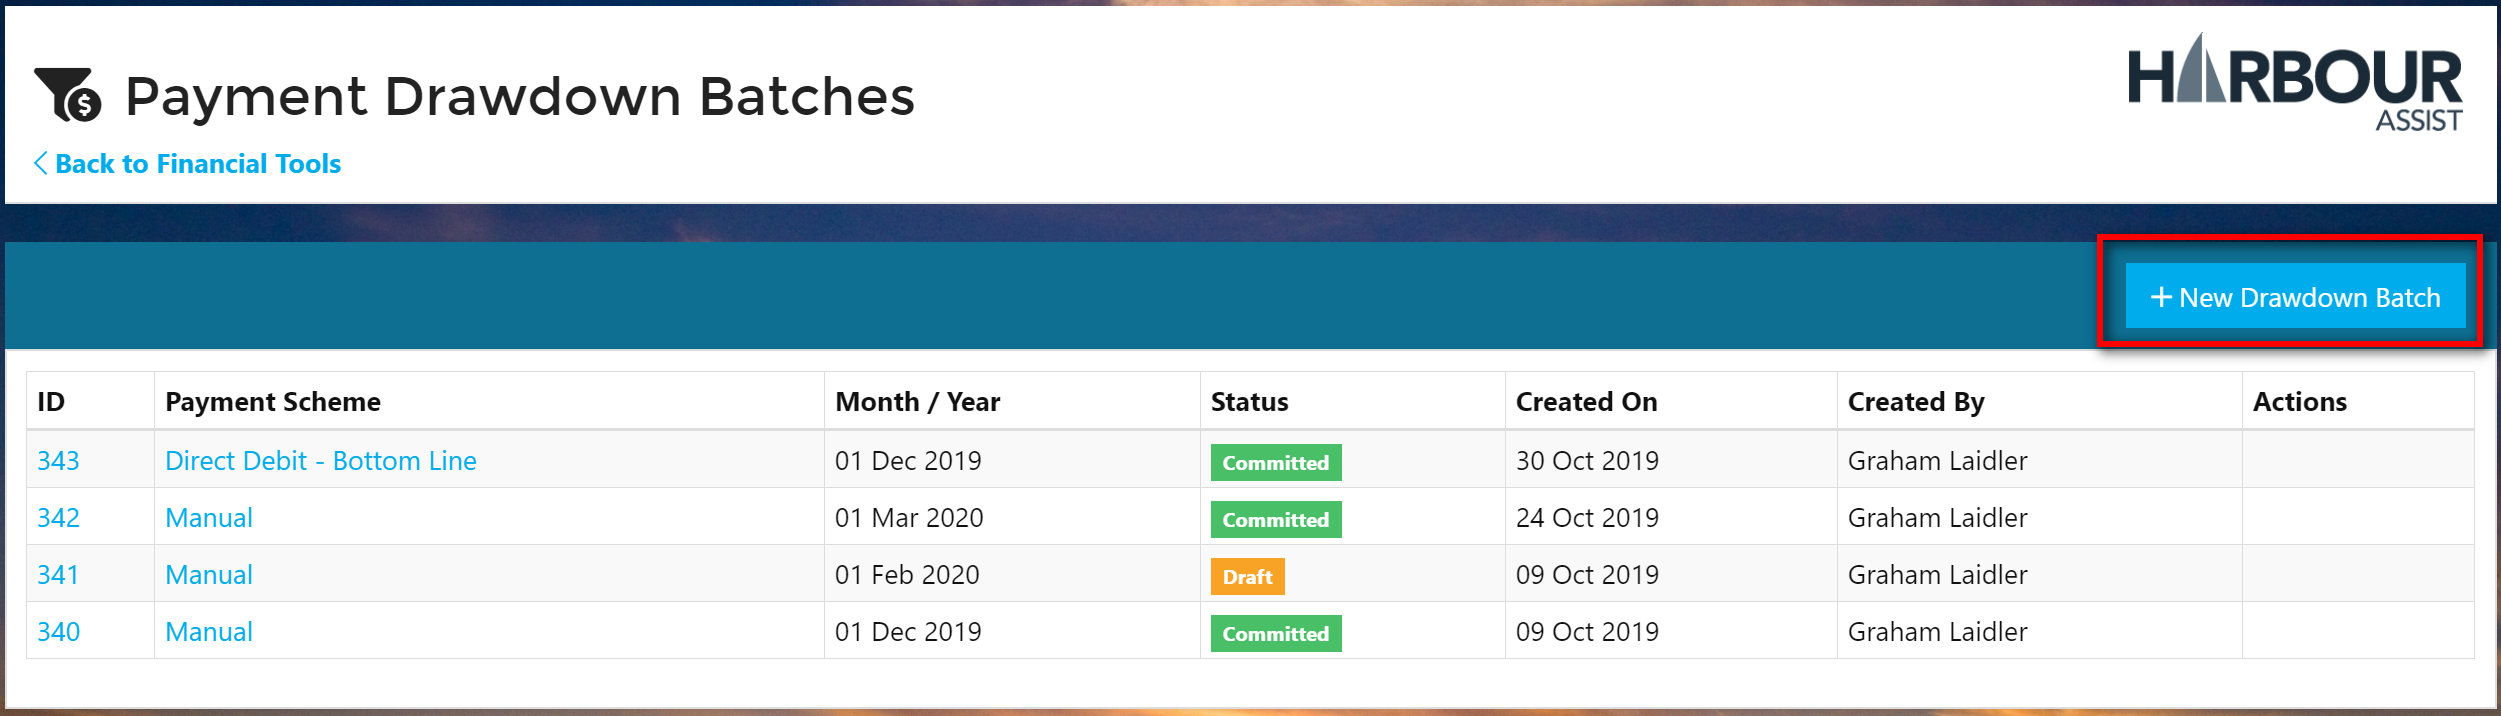 Payment Drawdown Batches
HARBOUR
ASSIST
Back to Financial Tools
+ New Drawdown Batch
ID Payment Scheme Month / Year Status Created On Created By Actions
343 Direct Debit - Bottom Line 01 Dec 2019 Committed 30 Oct 2019 Graham Laidler
342 Manual 01 Mar 2020 Committed 24 Oct 2019 Graham Laidler
341 Manual 01 Feb 2020 Draft 09 Oct 2019 Graham Laidler
340 Manual 01 Dec 2019 Committed 09 Oct 2019 Graham Laidler